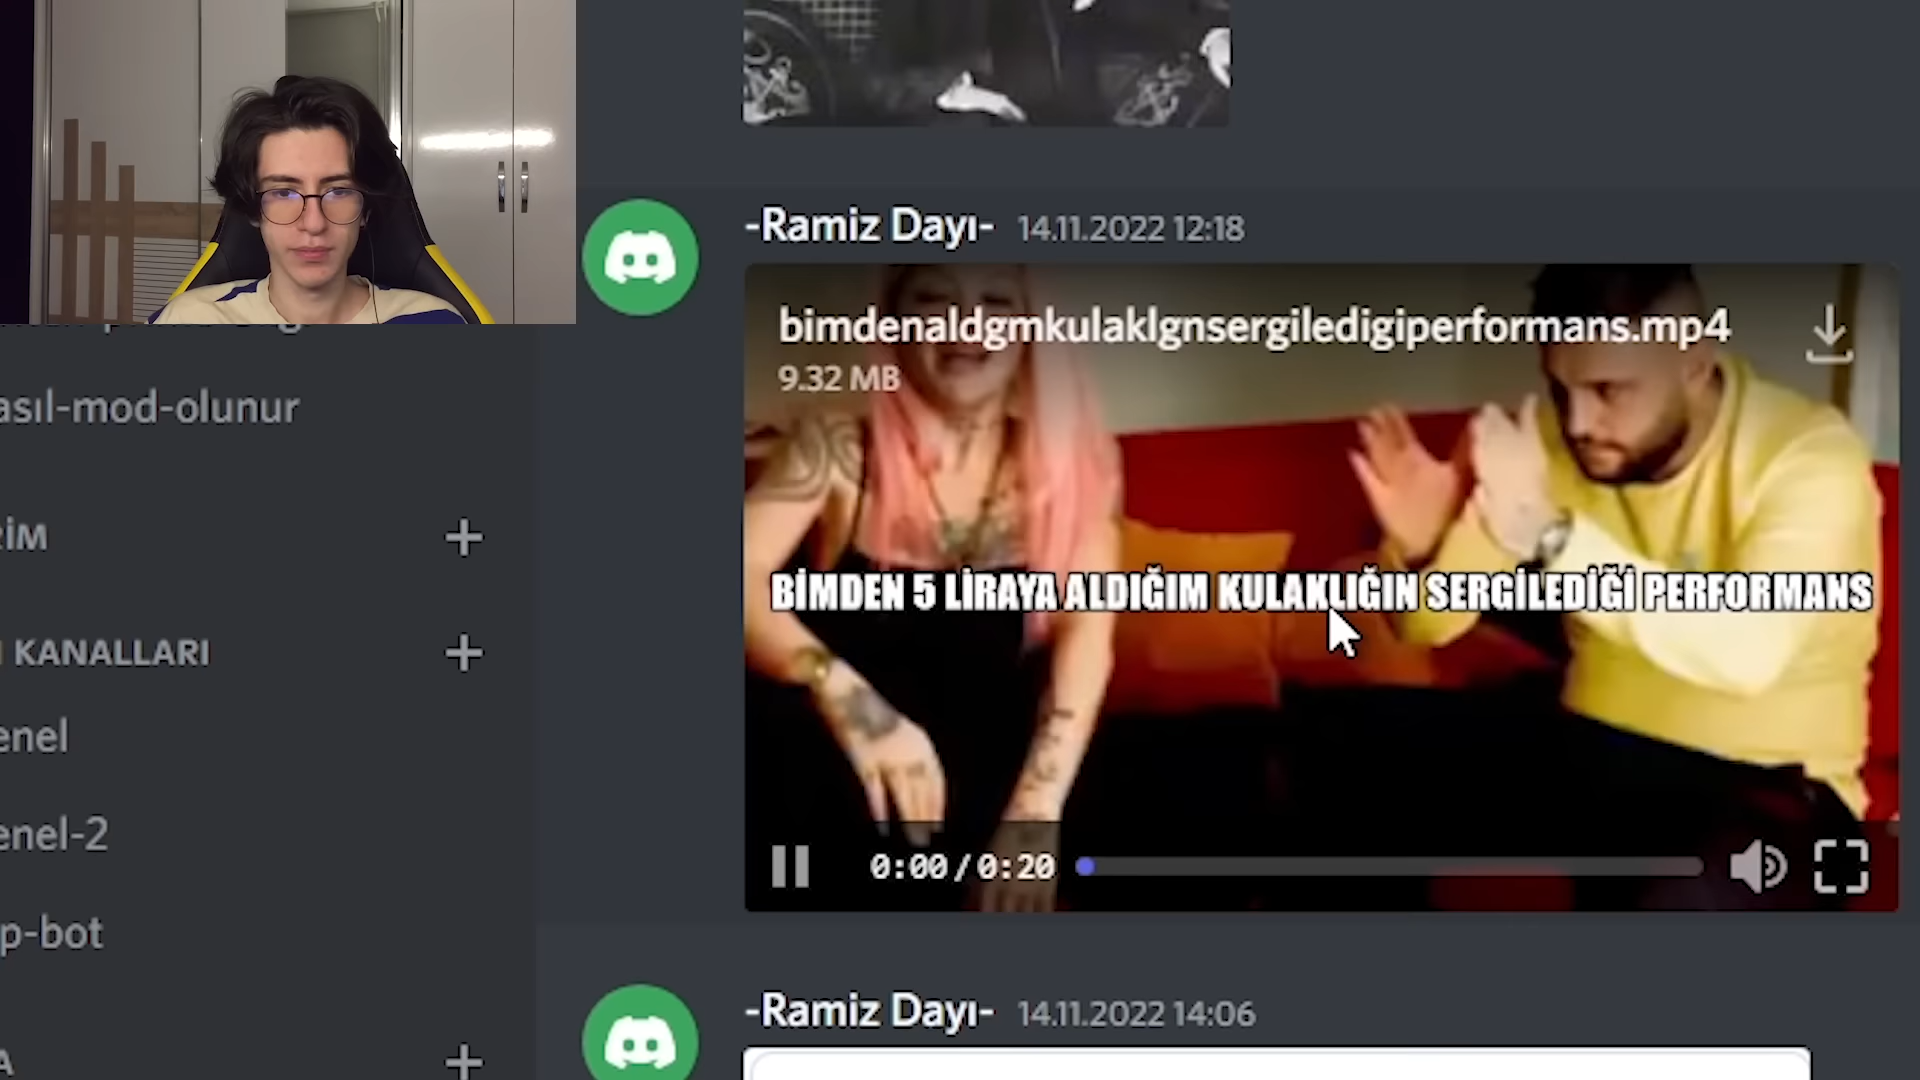 -Ramiz Dayı- 14.11.2022 12:18
bimdenaldgmkulaklgnsergiledigiperformans.mp4
9.32 MB
BİMDEN 5 LİRAYA ALDIĞIM KULAKLIĞIN SERGİLEDİĞİ PERFORMANS
0:00 / 0:20
-Ramiz Dayı- 14.11.2022 14:06
asıl-mod-olunur
RİM
KANALLARI
enel
enel-2
p-bot
A